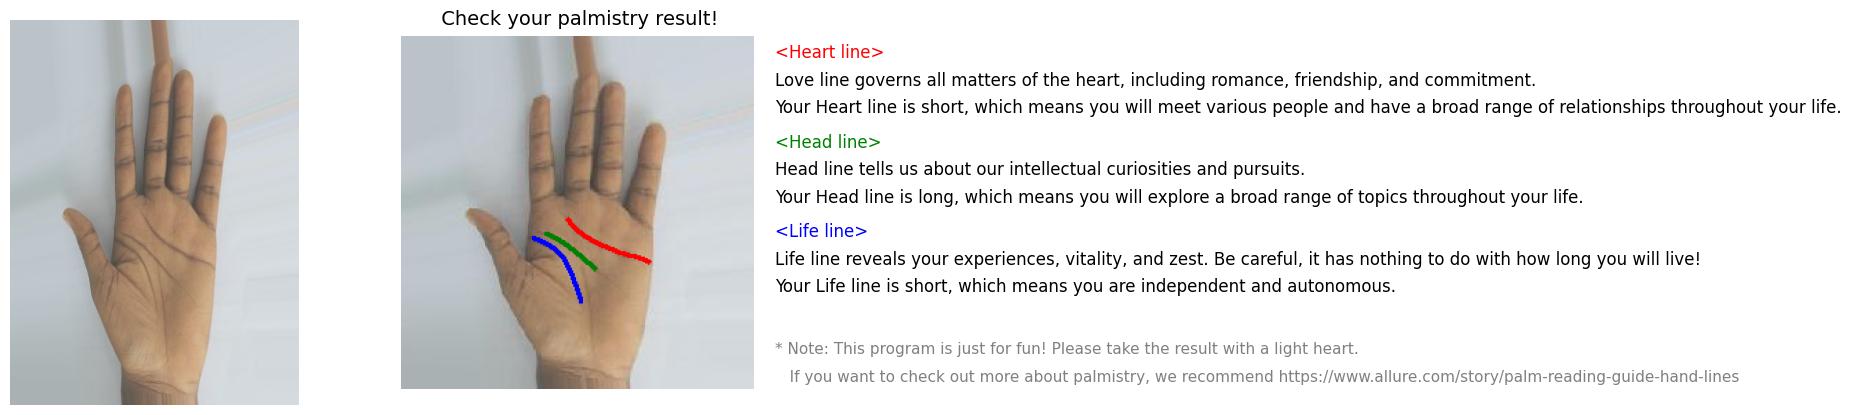 Check your palmistry result!
<Heart line>
Love line governs all matters of the heart, including romance, friendship, and commitment.
Your Heart line is short, which means you will meet various people and have a broad range of relationships throughout your life.
<Head line>
Head line tells us about our intellectual curiosities and pursuits.
Your Head line is long, which means you will explore a broad range of topics throughout your life.
<Life line>
Life line reveals your experiences, vitality, and zest. Be careful, it has nothing to do with how long you will live!
Your Life line is short, which means you are independent and autonomous.
* Note: This program is just for fun! Please take the result with a light heart.
If you want to check out more about palmistry, we recommend https://www.allure.com/story/palm-reading-guide-hand-lines